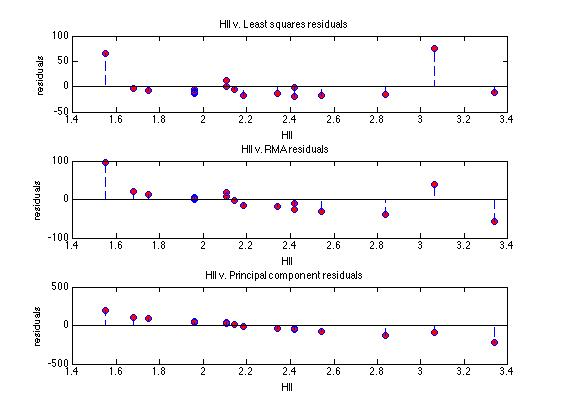 HII v. Least squares residuals
100
50
0
-50
residuals
1.4 1.6 1.8 2 2.2 2.4 2.6 2.8 3 3.2 3.4
HII
HII v. RMA residuals
100
0
-100
residuals
1.4 1.6 1.8 2 2.2 2.4 2.6 2.8 3 3.2 3.4
HII
HII v. Principal component residuals
500
0
-500
residuals
1.4 1.6 1.8 2 2.2 2.4 2.6 2.8 3 3.2 3.4
HII